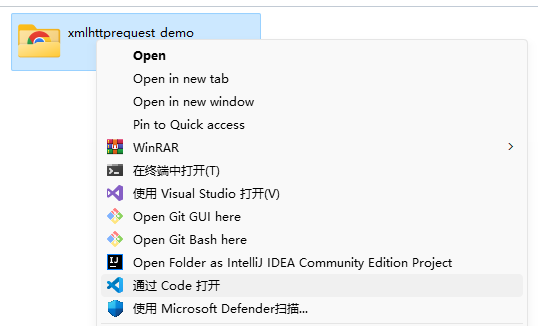 xmlhttprequest demo
Open
Open in new tab
Open in new window
Pin to Quick access
WinRAR
在终端中打开(T)
使用 Visual Studio 打开(V)
Open Git GUI here
Open Git Bash here
Open Folder as IntelliJ IDEA Community Edition Project
通过 Code 打开
使用 Microsoft Defender扫描...